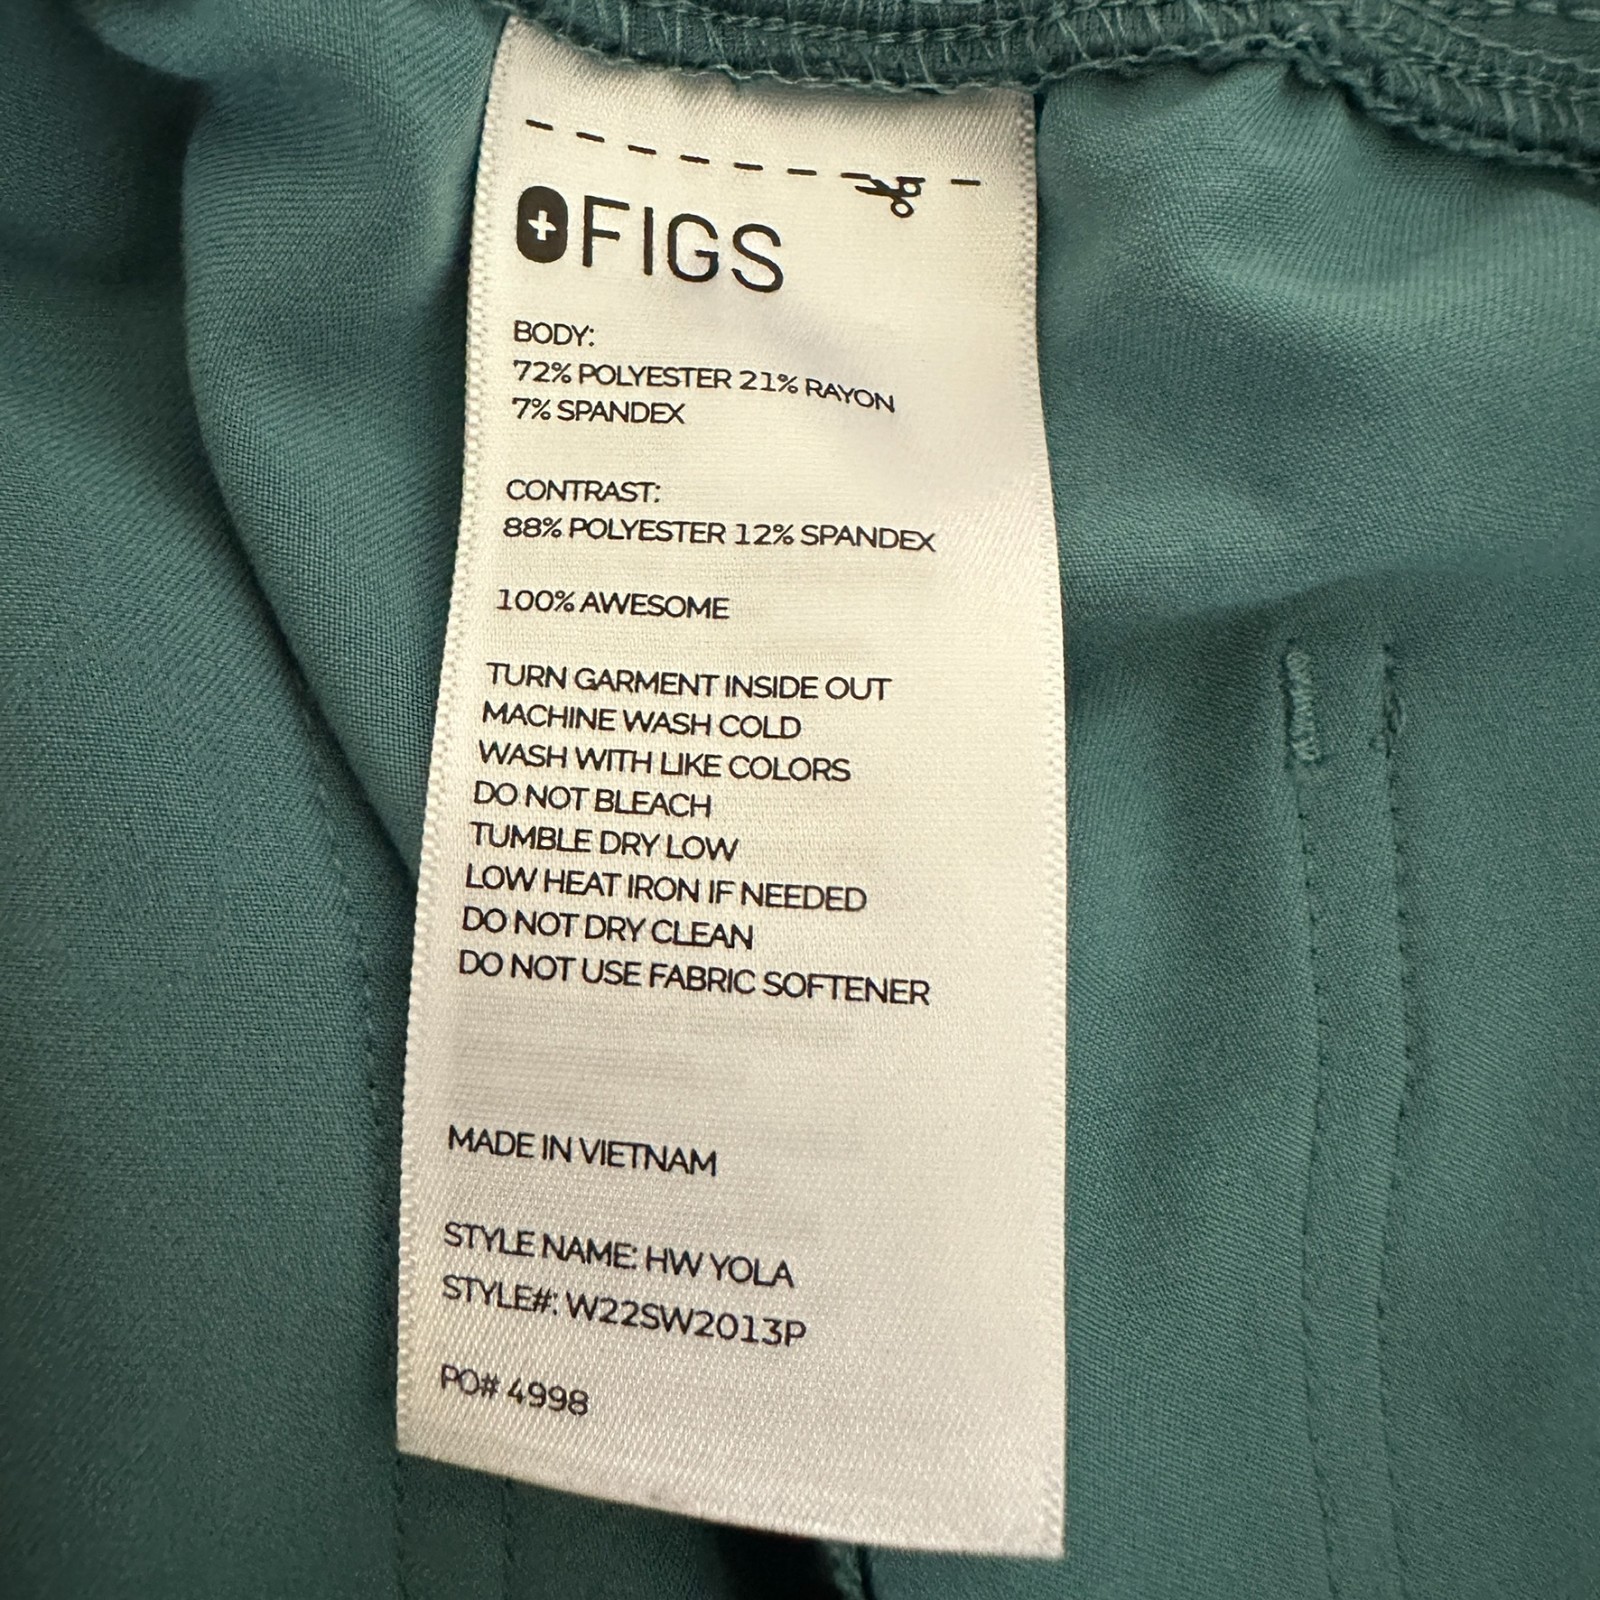 FIGS
BODY:
72% POLYESTER 21% RAYON
7% SPANDEX
CONTRAST:
88% POLYESTER 12% SPANDEX
100% AWESOME
TURN GARMENT INSIDE OUT
MACHINE WASH COLD
WASH WITH LIKE COLORS
DO NOT BLEACH
TUMBLE DRY LOW
LOW HEAT IRON IF NEEDED
DO NOT DRY CLEAN
DO NOT USE FABRIC SOFTENER
MADE IN VIETNAM
STYLE NAME: HW YOLA
STYLE#: W22SW2013P
PO# 4998